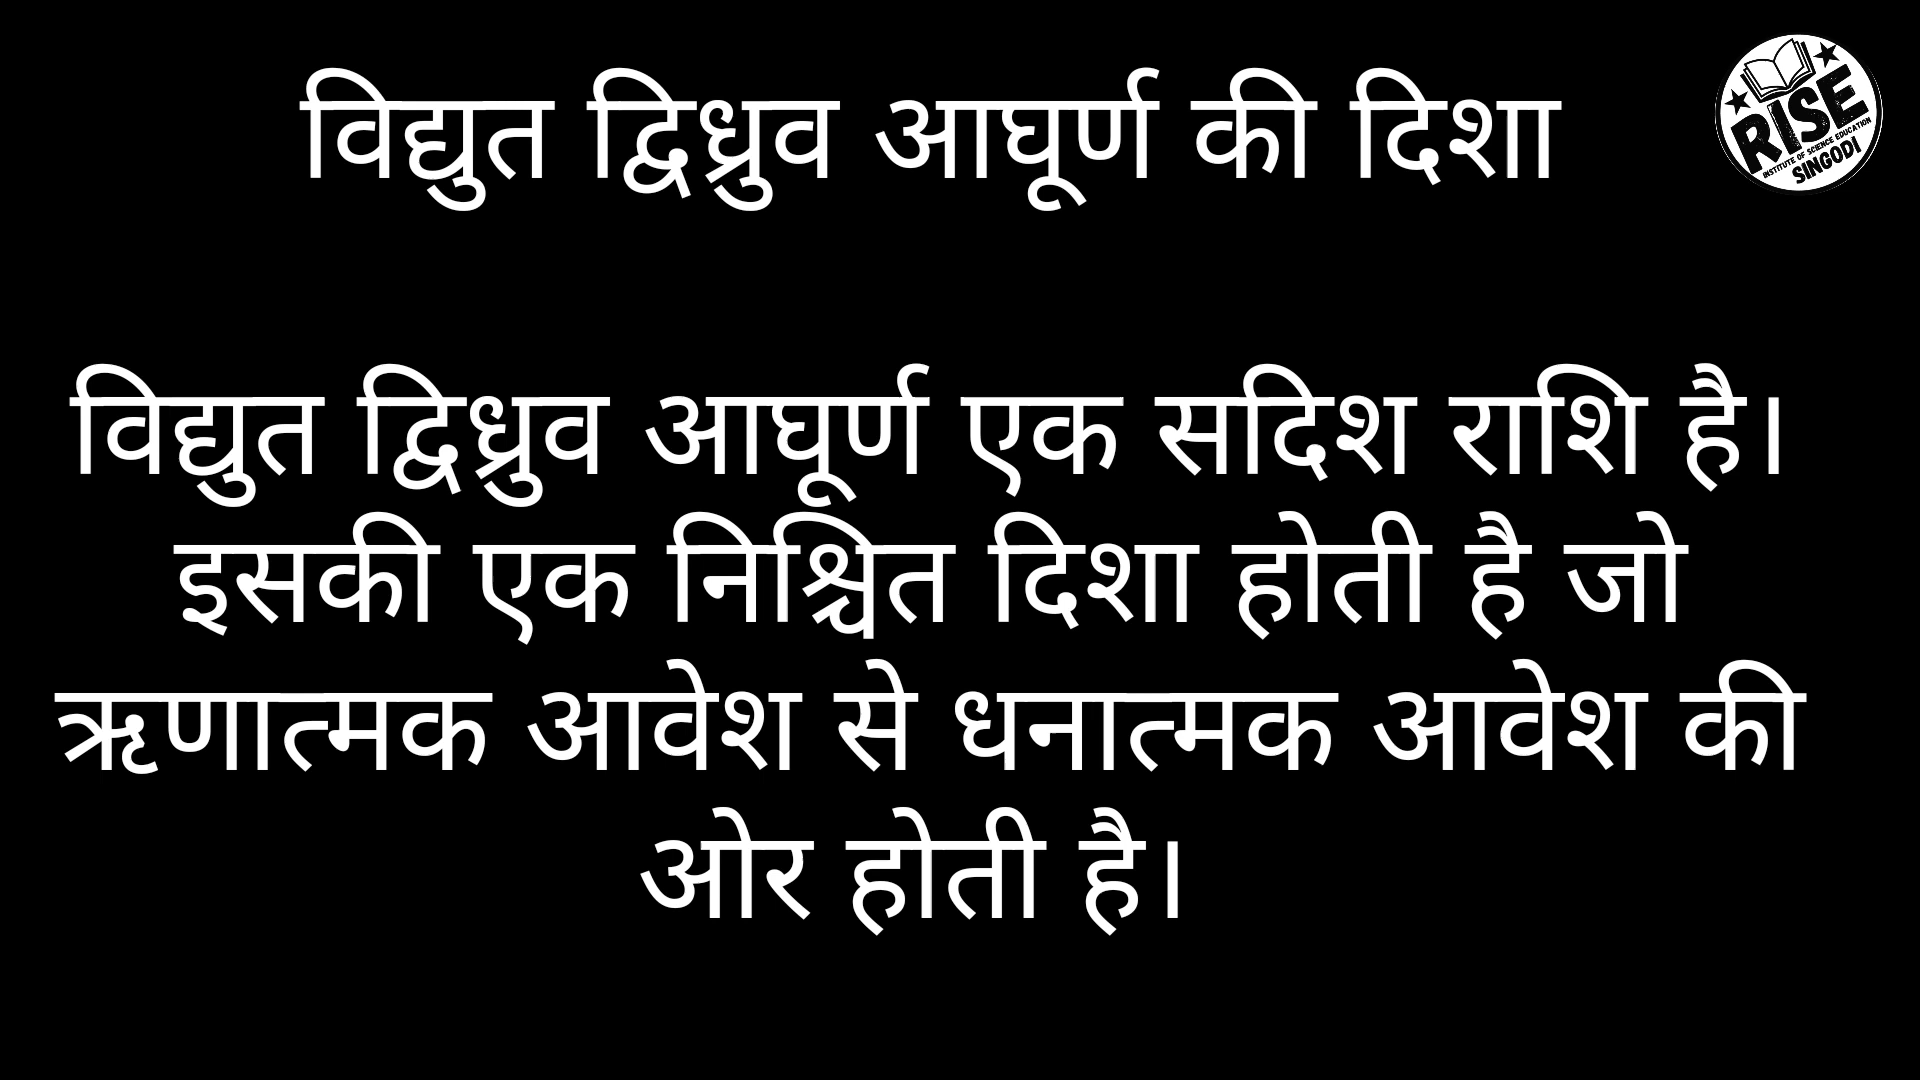 विद्युत द्विध्रुव आघूर्ण की दिशा
RISE
INSTITUTE OF SCIENCE EDUCATION
SINGODI
विद्युत द्विध्रुव आघूर्ण एक सदिश राशि है।
इसकी एक निश्चित दिशा होती है जो
ऋणात्मक आवेश से धनात्मक आवेश की
ओर होती है।